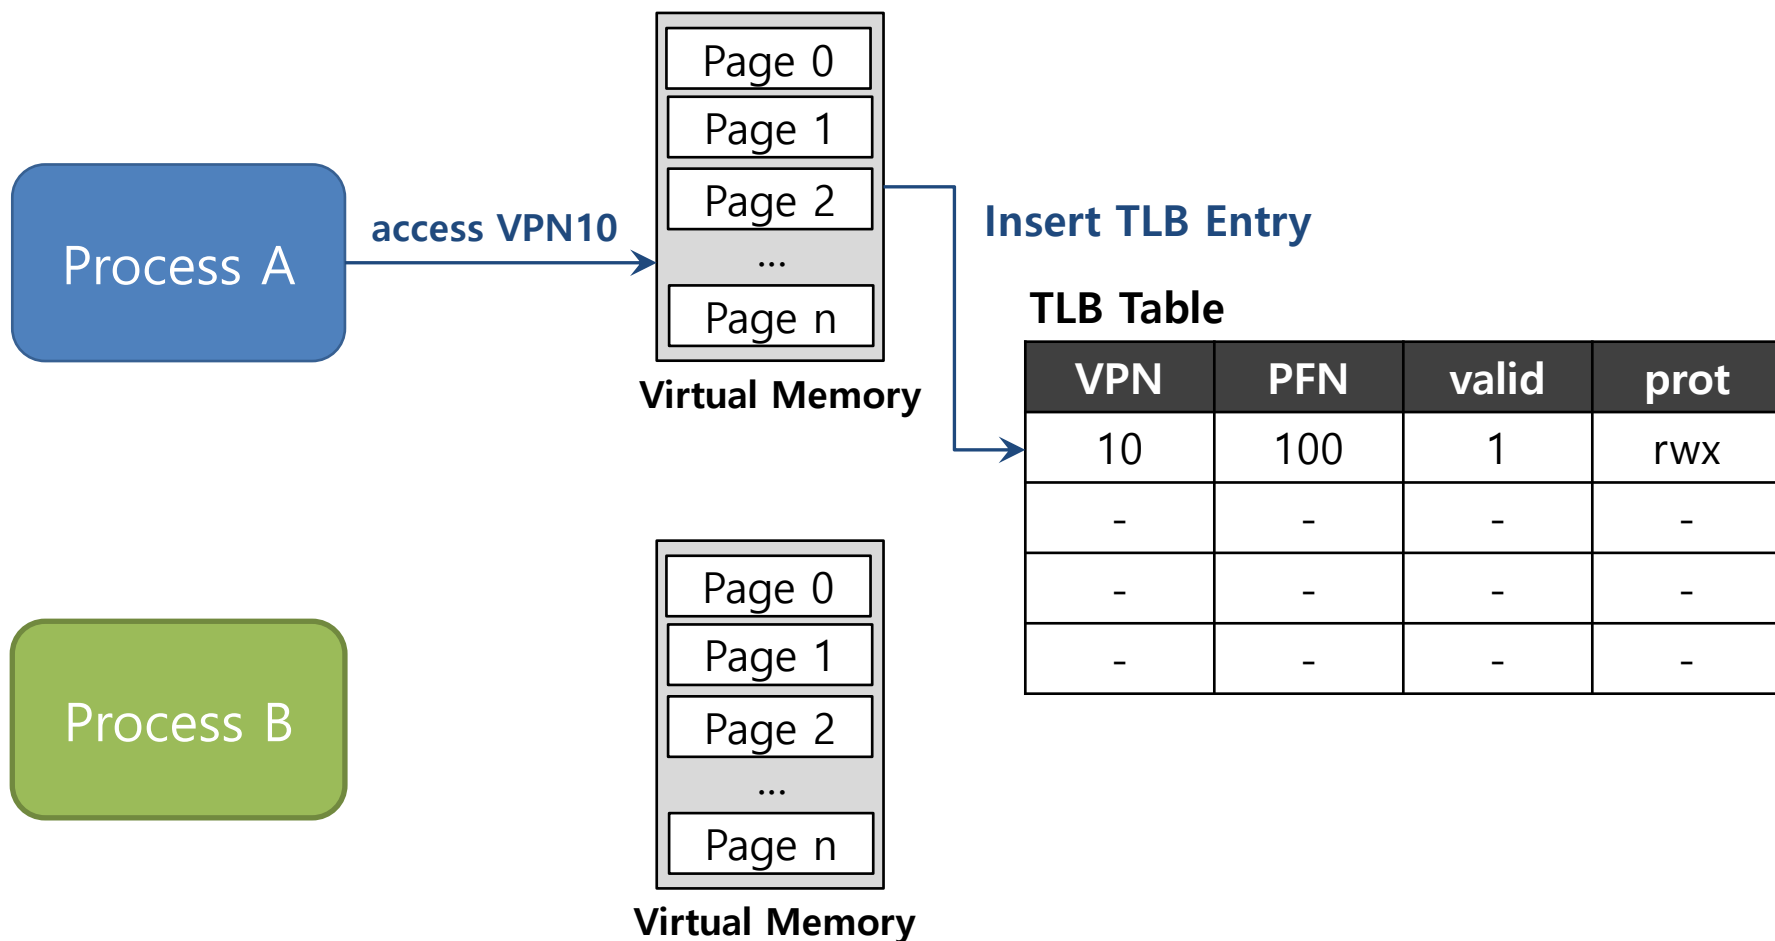 Process A
access VPN10
Page 0
Page 1
Page 2
...
Page n
Virtual Memory
Insert TLB Entry
TLB Table
VPN PFN valid prot
10 100 1 rwx
- - - -
- - - -
- - - -
Process B
Page 0
Page 1
Page 2
...
Page n
Virtual Memory